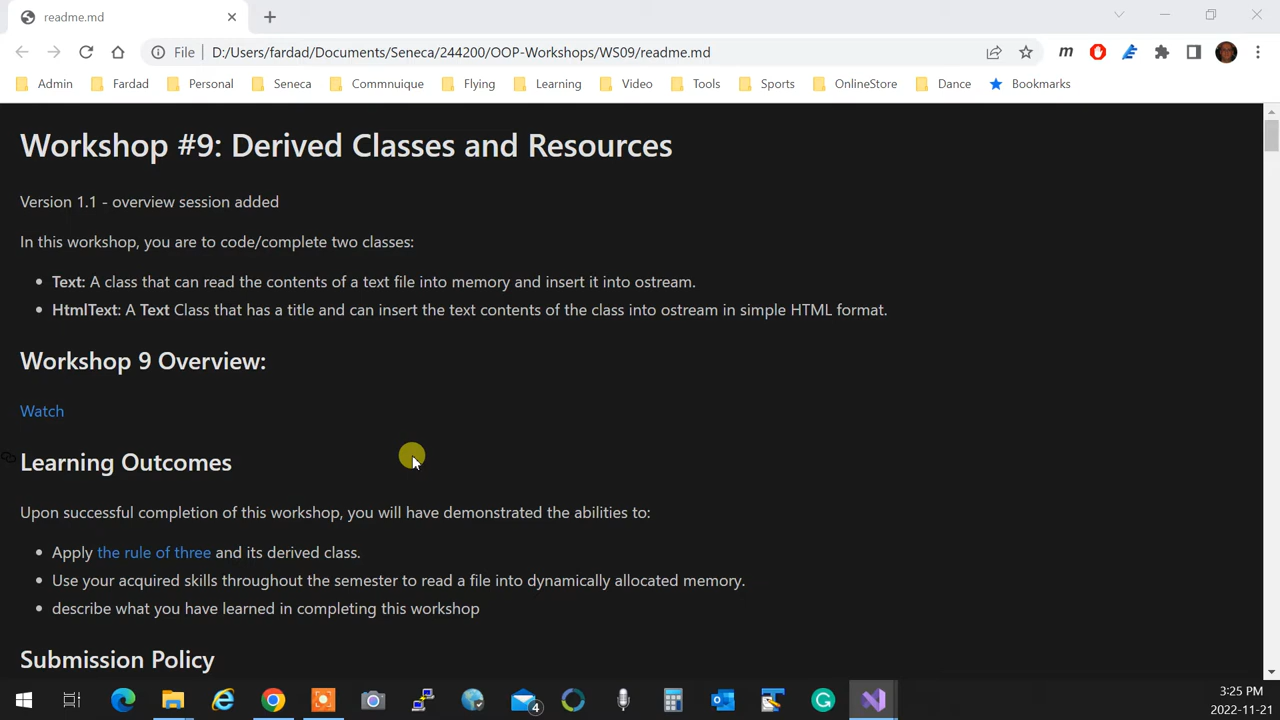 readme.md
File D:/Users/fardad/Documents/Seneca/244200/OOP-Workshops/WS09/readme.md
m
Admin Fardad Personal Seneca Commnuique Flying Learning Video Tools Sports OnlineStore Dance Bookmarks
Workshop #9: Derived Classes and Resources
Version 1.1 - overview session added
In this workshop, you are to code/complete two classes:
• Text: A class that can read the contents of a text file into memory and insert it into ostream.
• HtmlText: A Text Class that has a title and can insert the text contents of the class into ostream in simple HTML format.
Workshop 9 Overview:
Watch
Learning Outcomes
Upon successful completion of this workshop, you will have demonstrated the abilities to:
• Apply the rule of three and its derived class.
• Use your acquired skills throughout the semester to read a file into dynamically allocated memory.
• describe what you have learned in completing this workshop
Submission Policy
4
3:25 PM
2022-11-21